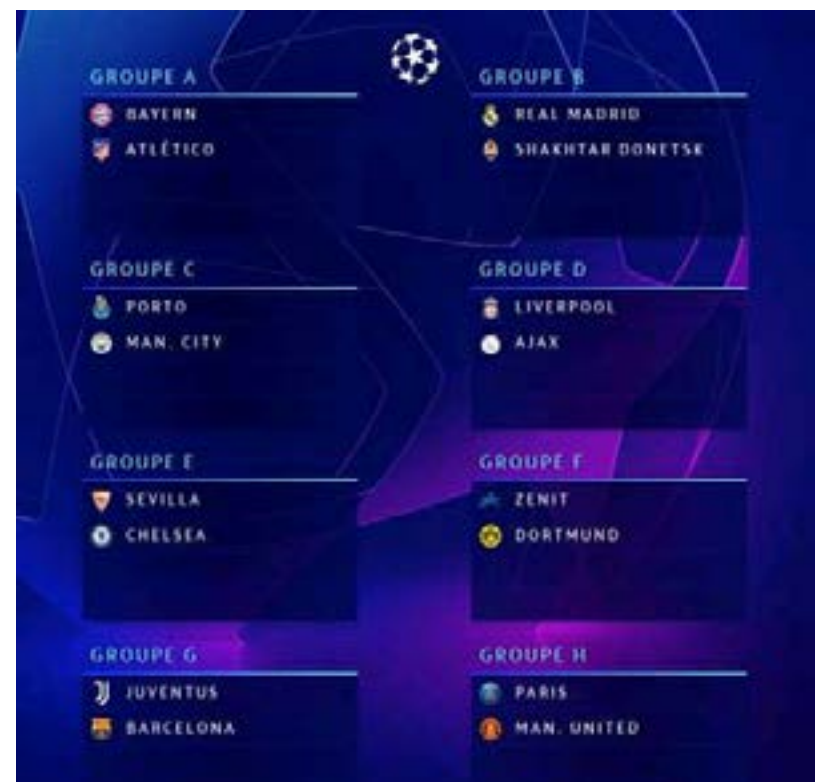 GROUPE A
BAYERN
ATLÉTICO
GROUPE B
REAL MADRID
SHAKHTAR DONETSK
GROUPE C
PORTO
MAN. CITY
GROUPE D
LIVERPOOL
AJAX
GROUPE E
SEVILLA
CHELSEA
GROUPE F
ZENIT
DORTMUND
GROUPE G
JUVENTUS
BARCELONA
GROUPE H
PARIS
MAN. UNITED